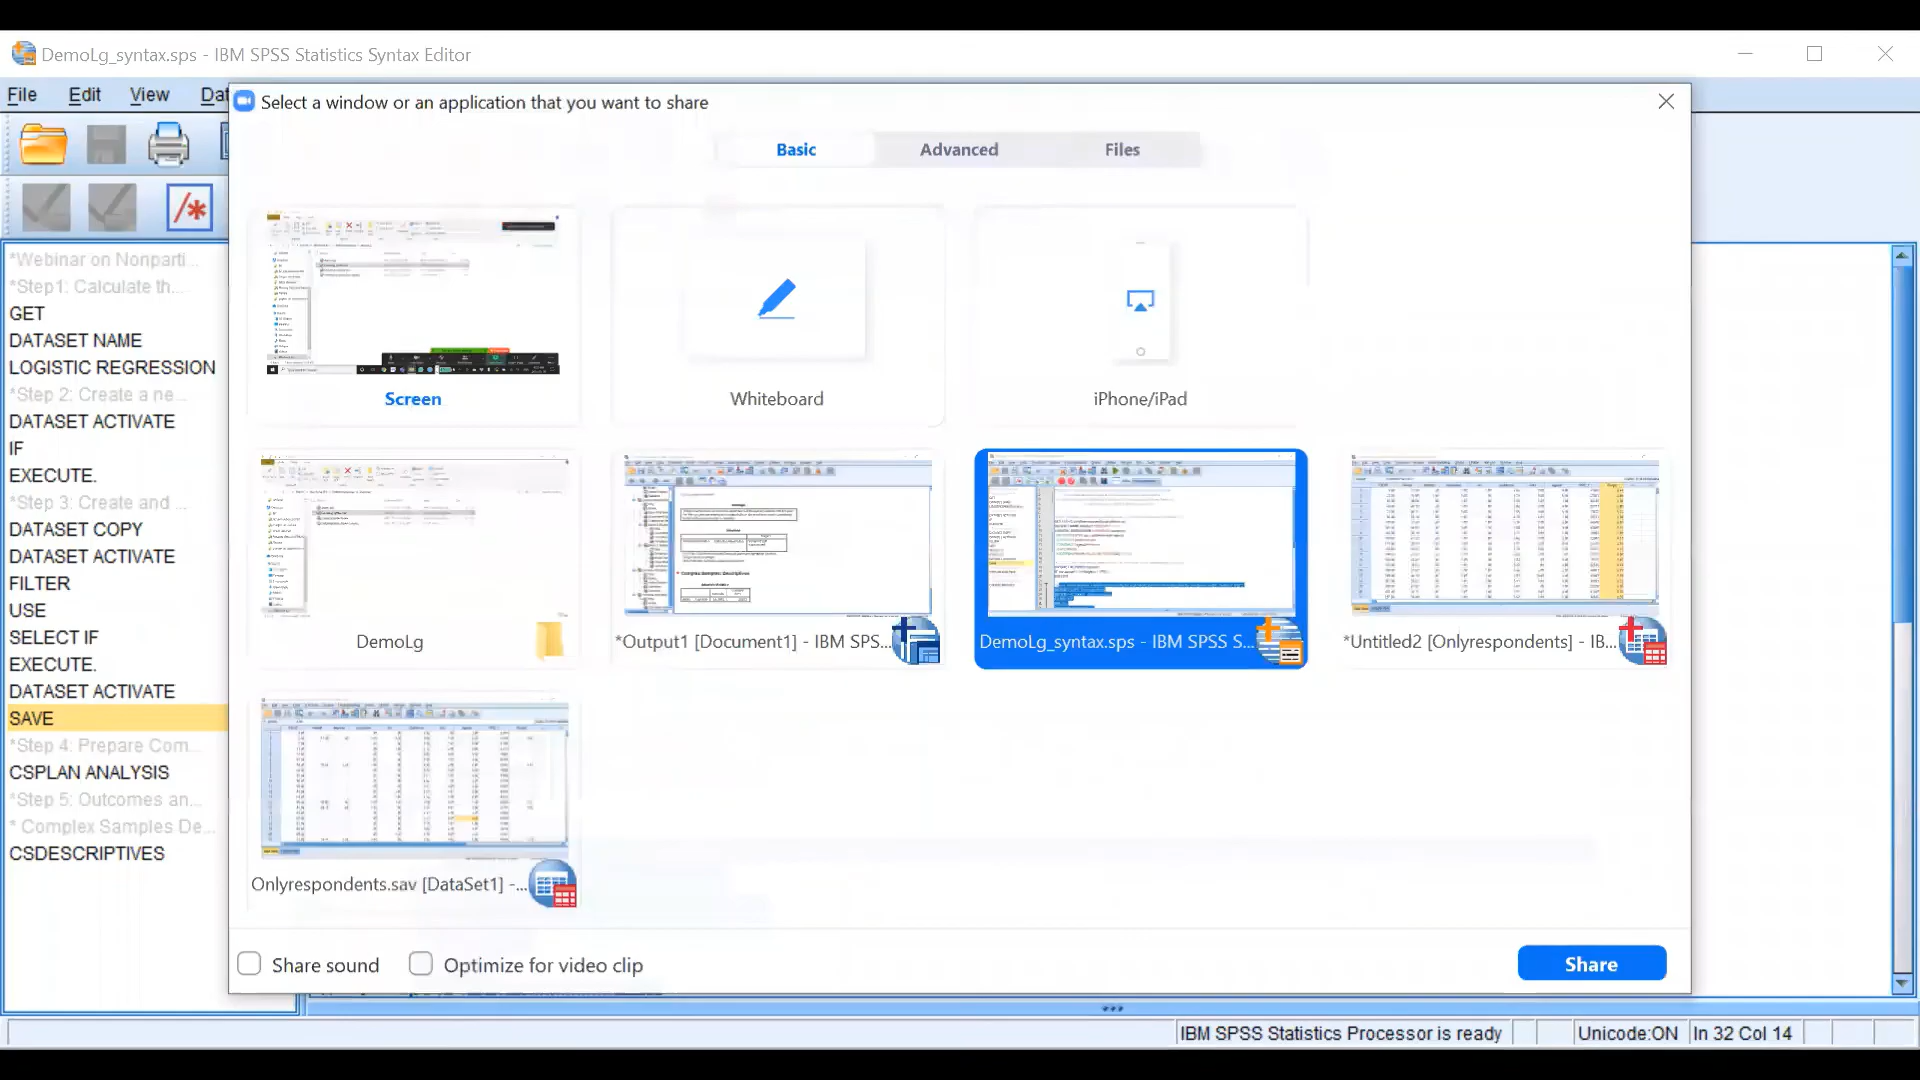 DemoLg_syntax.sps - IBM SPSS Statistics Syntax Editor
File Edit View Dat
Select a window or an application that you want to share
Basic Advanced Files
*Webinar on Nonparti...
*Step1: Calculate th...
GET
DATASET NAME
LOGISTIC REGRESSION
*Step 2: Create a ne...
DATASET ACTIVATE
IF
EXECUTE.
*Step 3: Create and ...
DATASET COPY
DATASET ACTIVATE
FILTER
USE
SELECT IF
EXECUTE.
DATASET ACTIVATE
SAVE
*Step 4: Prepare Com...
CSPLAN ANALYSIS
*Step 5: Outcomes an...
* Complex Samples De...
CSDESCRIPTIVES
Screen
Whiteboard
iPhone/iPad
DemoLg
*Output1 [Document1] - IBM SPS...
DemoLg_syntax.sps - IBM SPSS S...
*Untitled2 [Onlyrespondents] - IB...
Onlyrespondents.sav [DataSet1] -...
Share sound Optimize for video clip
Share
IBM SPSS Statistics Processor is ready Unicode:ON In 32 Col 14